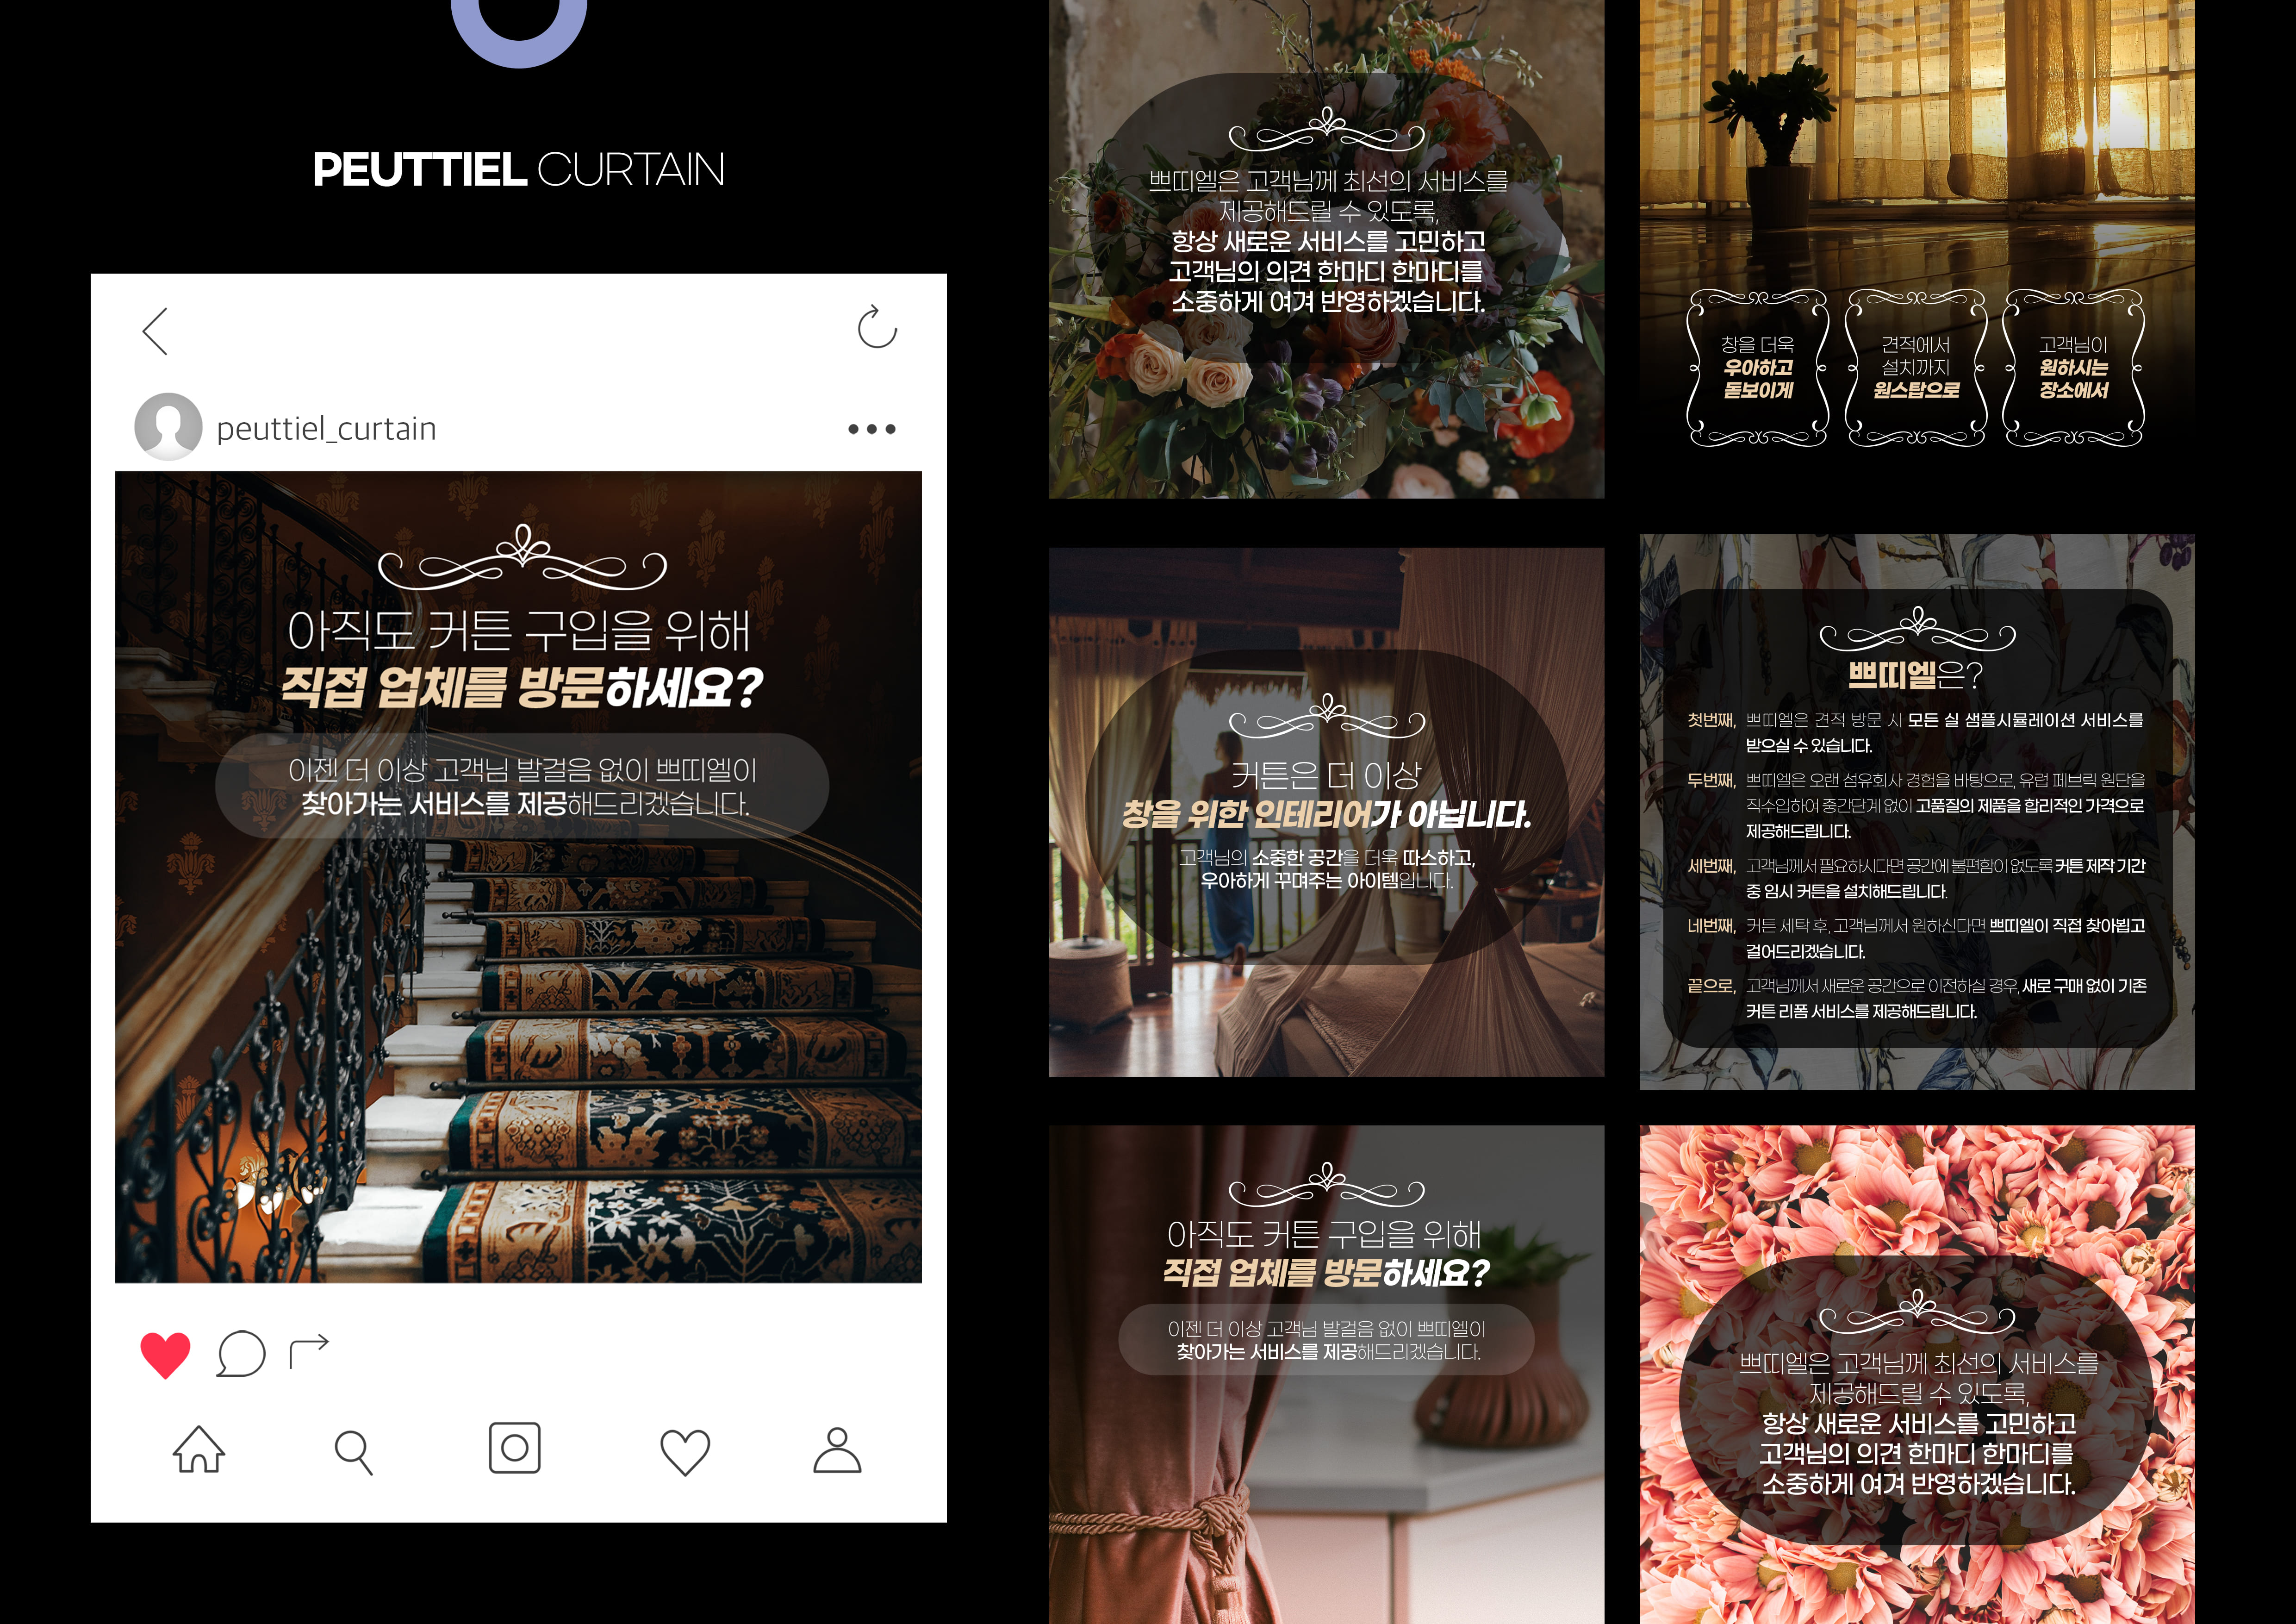 PEUTTIEL CURTAIN
peuttiel_curtain
아직도 커튼 구입을 위해
직접 업체를 방문하세요?
이젠 더 이상 고객님 발걸음 없이 쁘띠엘이
찾아가는 서비스를 제공해드리겠습니다.
쁘띠엘은 고객님께 최선의 서비스를
제공해드릴 수 있도록,
항상 새로운 서비스를 고민하고
고객님의 의견 한마디 한마디를
소중하게 여겨 반영하겠습니다.
커튼은 더 이상
창을 위한 인테리어가 아닙니다.
고객님의 소중한 공간을 더욱 따스하고,
우아하게 꾸며주는 아이템입니다.
아직도 커튼 구입을 위해
직접 업체를 방문하세요?
이젠 더 이상 고객님 발걸음 없이 쁘띠엘이
찾아가는 서비스를 제공해드리겠습니다.
창을 더욱
우아하고
돋보이게
견적에서
설치까지
원스탑으로
고객님이
원하시는
장소에서
쁘띠엘은?
첫번째, 쁘띠엘은 견적 방문 시 모든 실 샘플시뮬레이션 서비스를
받으실 수 있습니다.
두번째, 쁘띠엘은 오랜 섬유회사 경험을 바탕으로, 유럽 페브릭 원단을
직수입하여 중간단계 없이 고품질의 제품을 합리적인 가격으로
제공해드립니다.
세번째, 고객님께서 필요하시다면 공간에 불편함이 없도록 커튼 제작 기간
중 임시 커튼을 설치해드립니다.
네번째, 커튼 세탁 후, 고객님께서 원하신다면 쁘띠엘이 직접 찾아뵙고
걸어드리겠습니다.
끝으로, 고객님께서 새로운 공간으로 이전하실 경우, 새로 구매 없이 기존
커튼 리폼 서비스를 제공해드립니다.
쁘띠엘은 고객님께 최선의 서비스를
제공해드릴 수 있도록,
항상 새로운 서비스를 고민하고
고객님의 의견 한마디 한마디를
소중하게 여겨 반영하겠습니다.